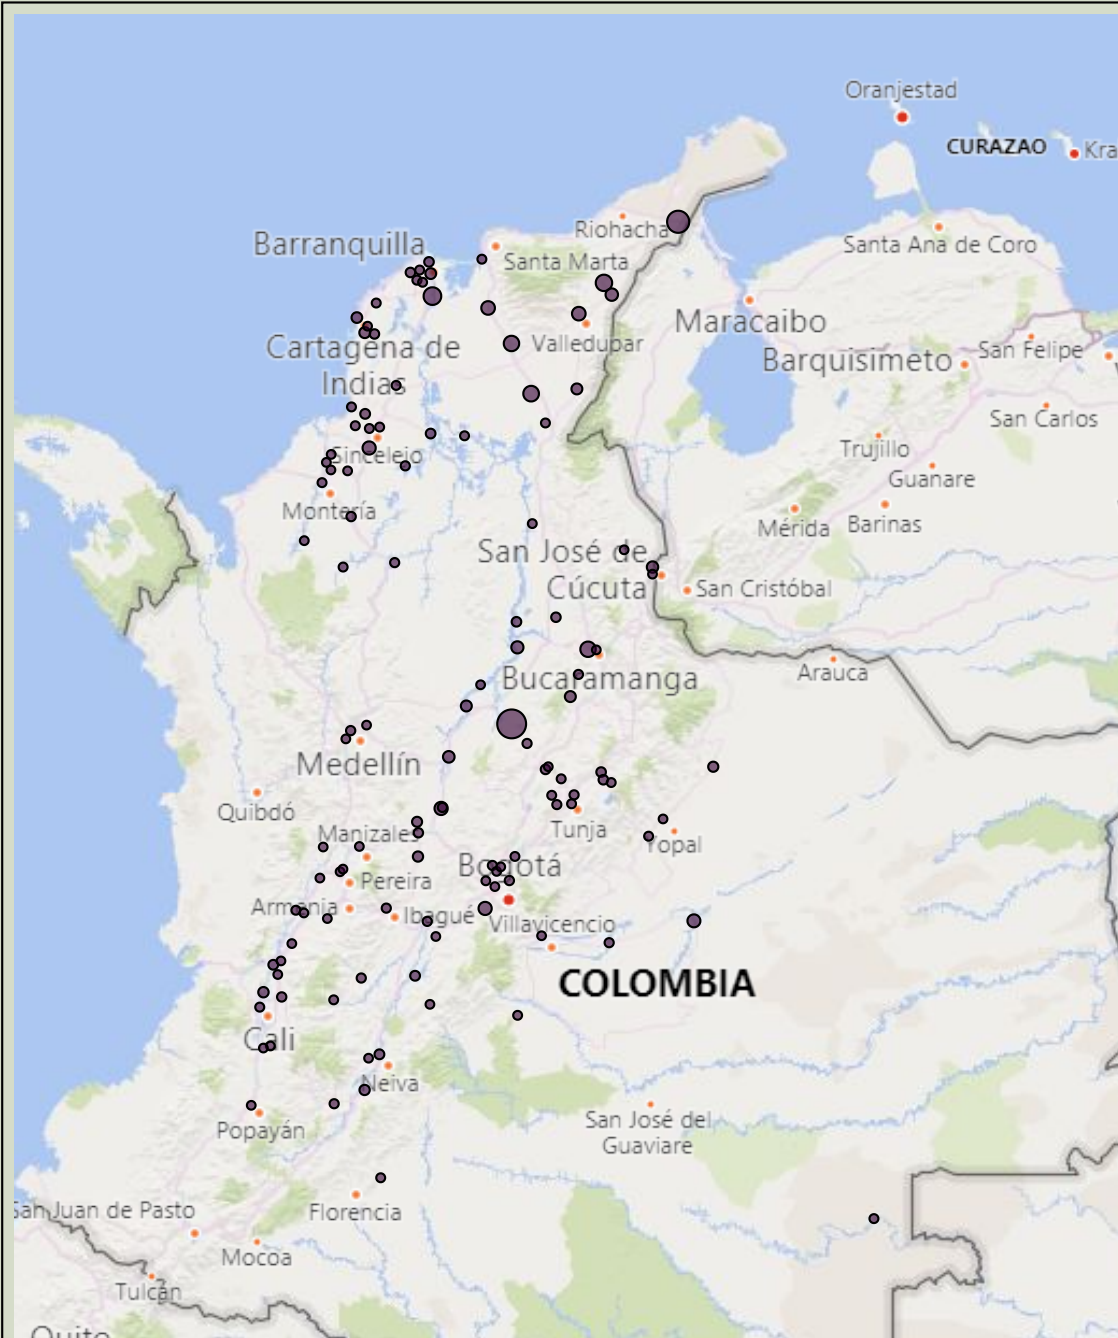 Oranjestad
CURAZAO
Kra
Riohacha
Barranquilla
Santa Ana de Coro
Santa Marta
Maracaibo
Valledupar
Cartagena de
Indias
San Felipe
Barquisimeto
San Carlos
Trujillo
Sincelejo
Guanare
Montería
Mérida
Barinas
San José de
Cúcuta
San Cristóbal
Arauca
Bucaramanga
Medellín
Quibdó
Manizales
Tunja
Yopal
Bogotá
Pereira
Armenia
Ibagué
Villavicencio
COLOMBIA
Cali
Neiva
Popayán
San José del
Guaviare
San Juan de Pasto
Florencia
Mocoa
Tulcán
Quito